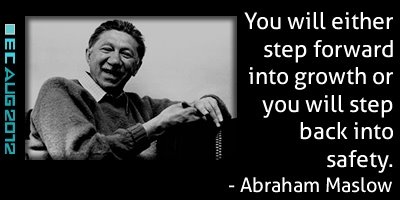 You will either
step forward
into growth or
you will step
back into
safety.
- Abraham Maslow
EC AUG 2012